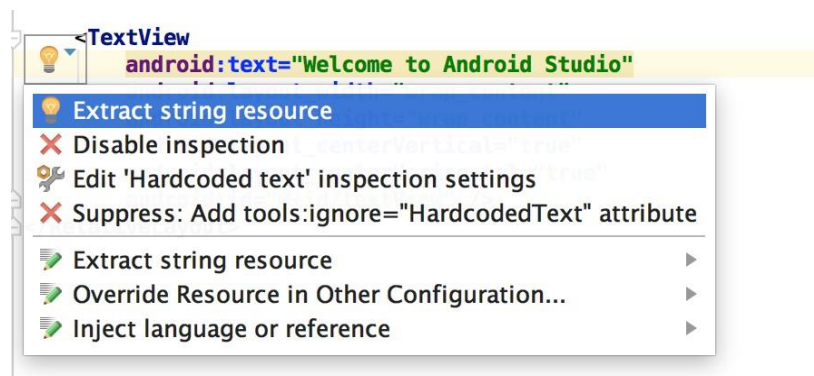 <TextView
android:text="Welcome to Android Studio"
Extract string resource
Disable inspection
Edit 'Hardcoded text' inspection settings
Suppress: Add tools:ignore="HardcodedText" attribute
Extract string resource
Override Resource in Other Configuration...
Inject language or reference